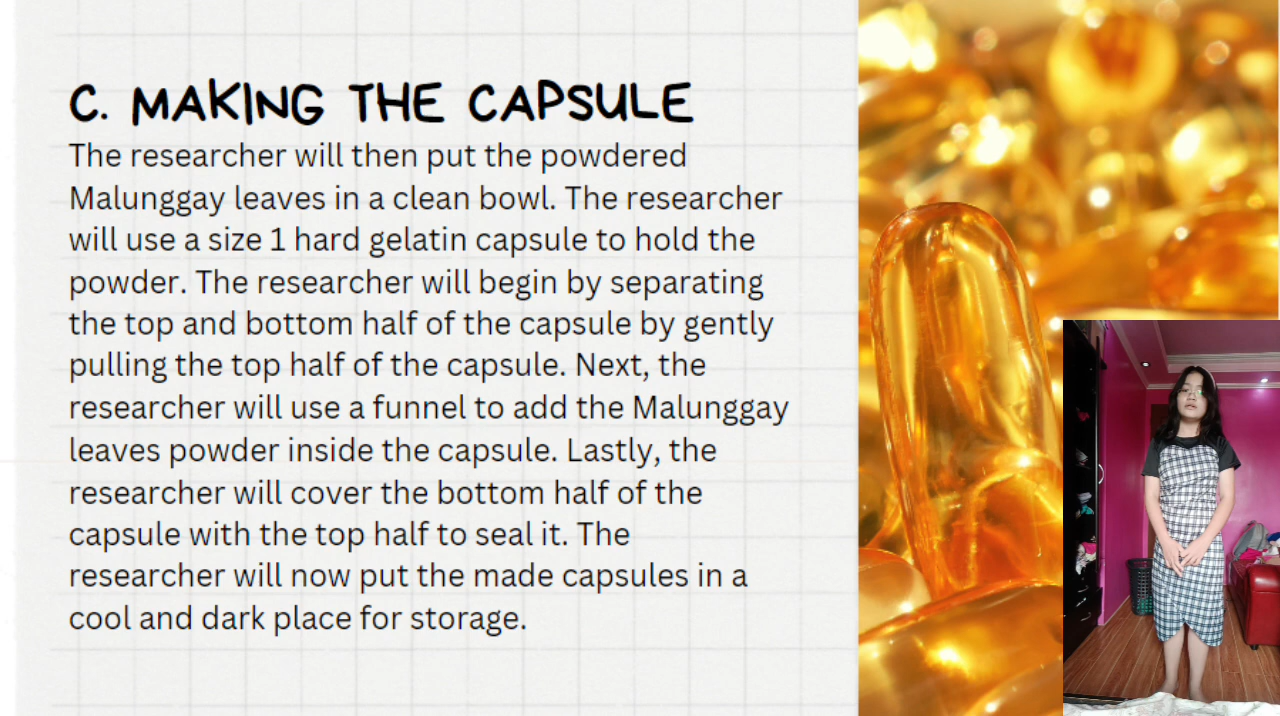 C. MAKING THE CAPSULE
The researcher will then put the powdered
Malunggay leaves in a clean bowl. The researcher
will use a size 1 hard gelatin capsule to hold the
powder. The researcher will begin by separating
the top and bottom half of the capsule by gently
pulling the top half of the capsule. Next, the
researcher will use a funnel to add the Malunggay
leaves powder inside the capsule. Lastly, the
researcher will cover the bottom half of the
capsule with the top half to seal it. The
researcher will now put the made capsules in a
cool and dark place for storage.